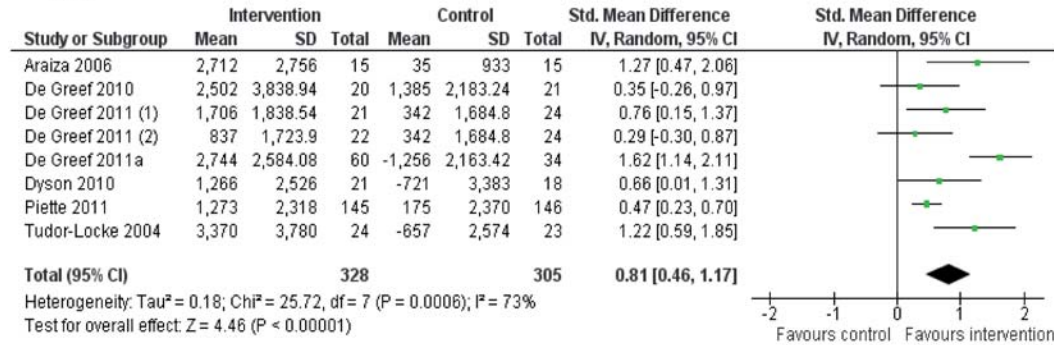 Intervention Control Std. Mean Difference Std. Mean Difference
Study or Subgroup Mean SD Total Mean SD Total IV, Random, 95% CI IV, Random, 95% CI
Araiza 2006 2,712 2,756 15 35 933 15 1.27 [0.47, 2.06]
De Greef 2010 2,502 3,838.94 20 1,385 2,183.24 21 0.35 [-0.26, 0.97]
De Greef 2011 (1) 1,706 1,838.54 21 342 1,684.8 24 0.76 [0.15, 1.37]
De Greef 2011 (2) 837 1,723.9 22 342 1,684.8 24 0.29 [-0.30, 0.87]
De Greef 2011a 2,744 2,584.08 60 -1,256 2,163.42 34 1.62 [1.14, 2.11]
Dyson 2010 1,266 2,526 21 -721 3,383 18 0.66 [0.01, 1.31]
Piette 2011 1,273 2,318 145 175 2,370 146 0.47 [0.23, 0.70]
Tudor-Locke 2004 3,370 3,780 24 -657 2,574 23 1.22 [0.59, 1.85]
Total (95% CI) 328 305 0.81 [0.46, 1.17]
Heterogeneity: Tau² = 0.18; Chi² = 25.72, df = 7 (P = 0.0006); I² = 73%
Test for overall effect: Z = 4.46 (P < 0.00001)
-2 -1 0 1 2
Favours control Favours intervention